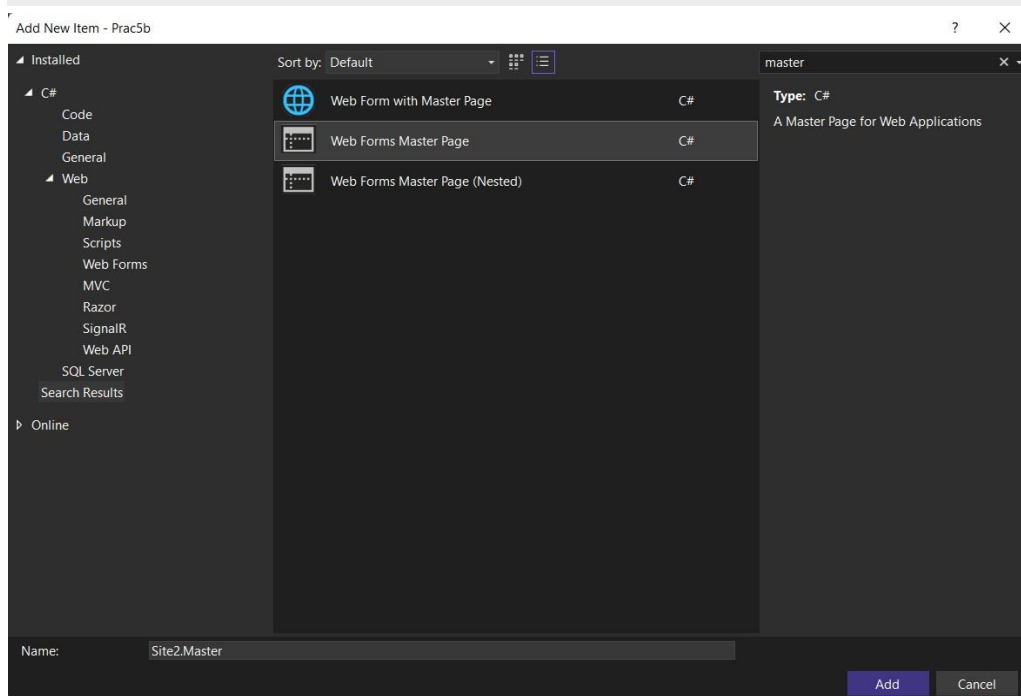 Add New Item - Prac5b
? ×
Installed
Sort by: Default
master
C#
Code
Data
General
Web
General
Markup
Scripts
Web Forms
MVC
Razor
SignalR
Web API
SQL Server
Search Results
Online
Web Form with Master Page C#
Web Forms Master Page C#
Web Forms Master Page (Nested) C#
Type: C#
A Master Page for Web Applications
Name: Site2.Master
Add Cancel